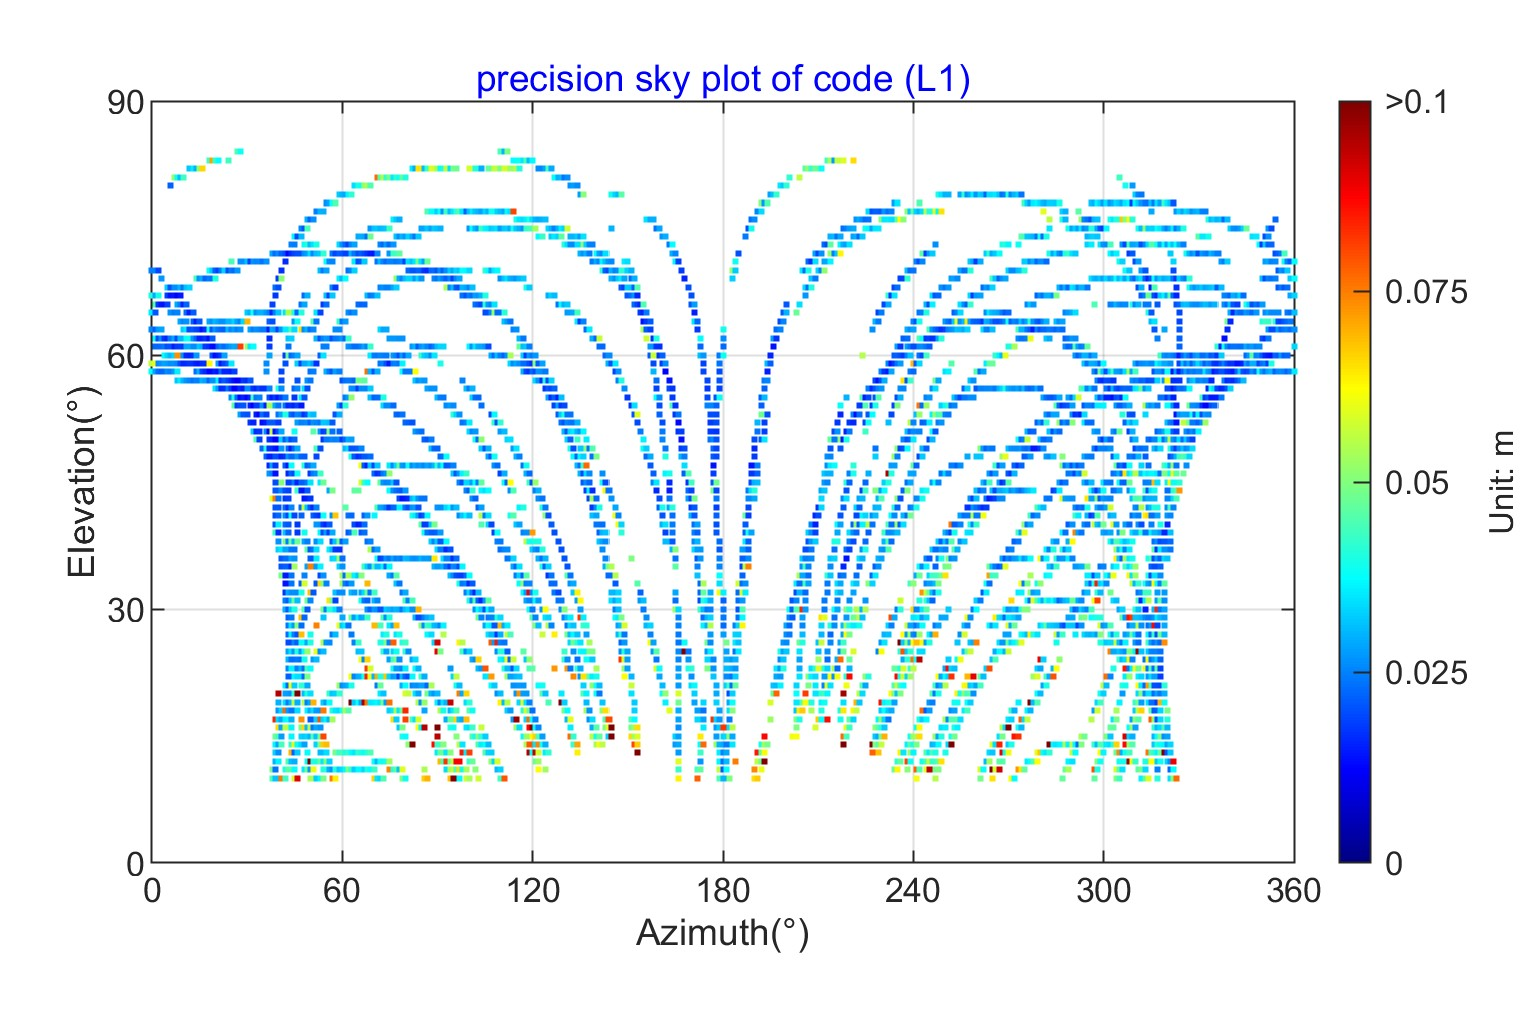 precision sky plot of code (L1)
90
60
30
0
Elevation(°)
0 60 120 180 240 300 360
Azimuth(°)
>0.1
0.075
0.05
0.025
0
Unit: m